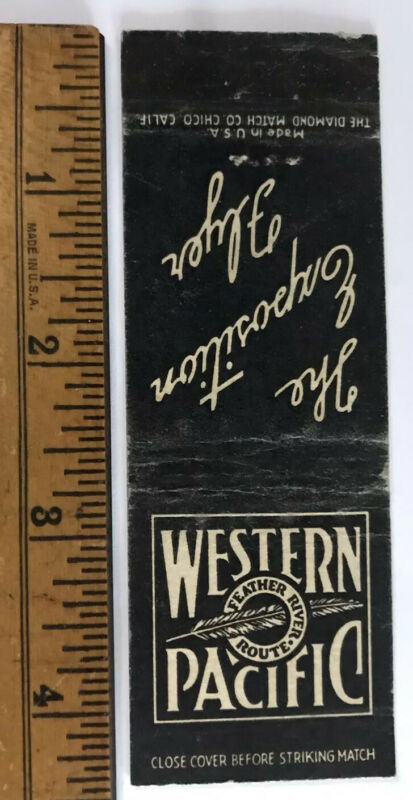 1
MADE IN U.S.A.
2
3
4
Made in U.S.A.
THE DIAMOND MATCH CO. CHICO CALIF.
The
Exposition
Flyer
WESTERN
FEATHER RIVER
ROUTE
PACIFIC
CLOSE COVER BEFORE STRIKING MATCH